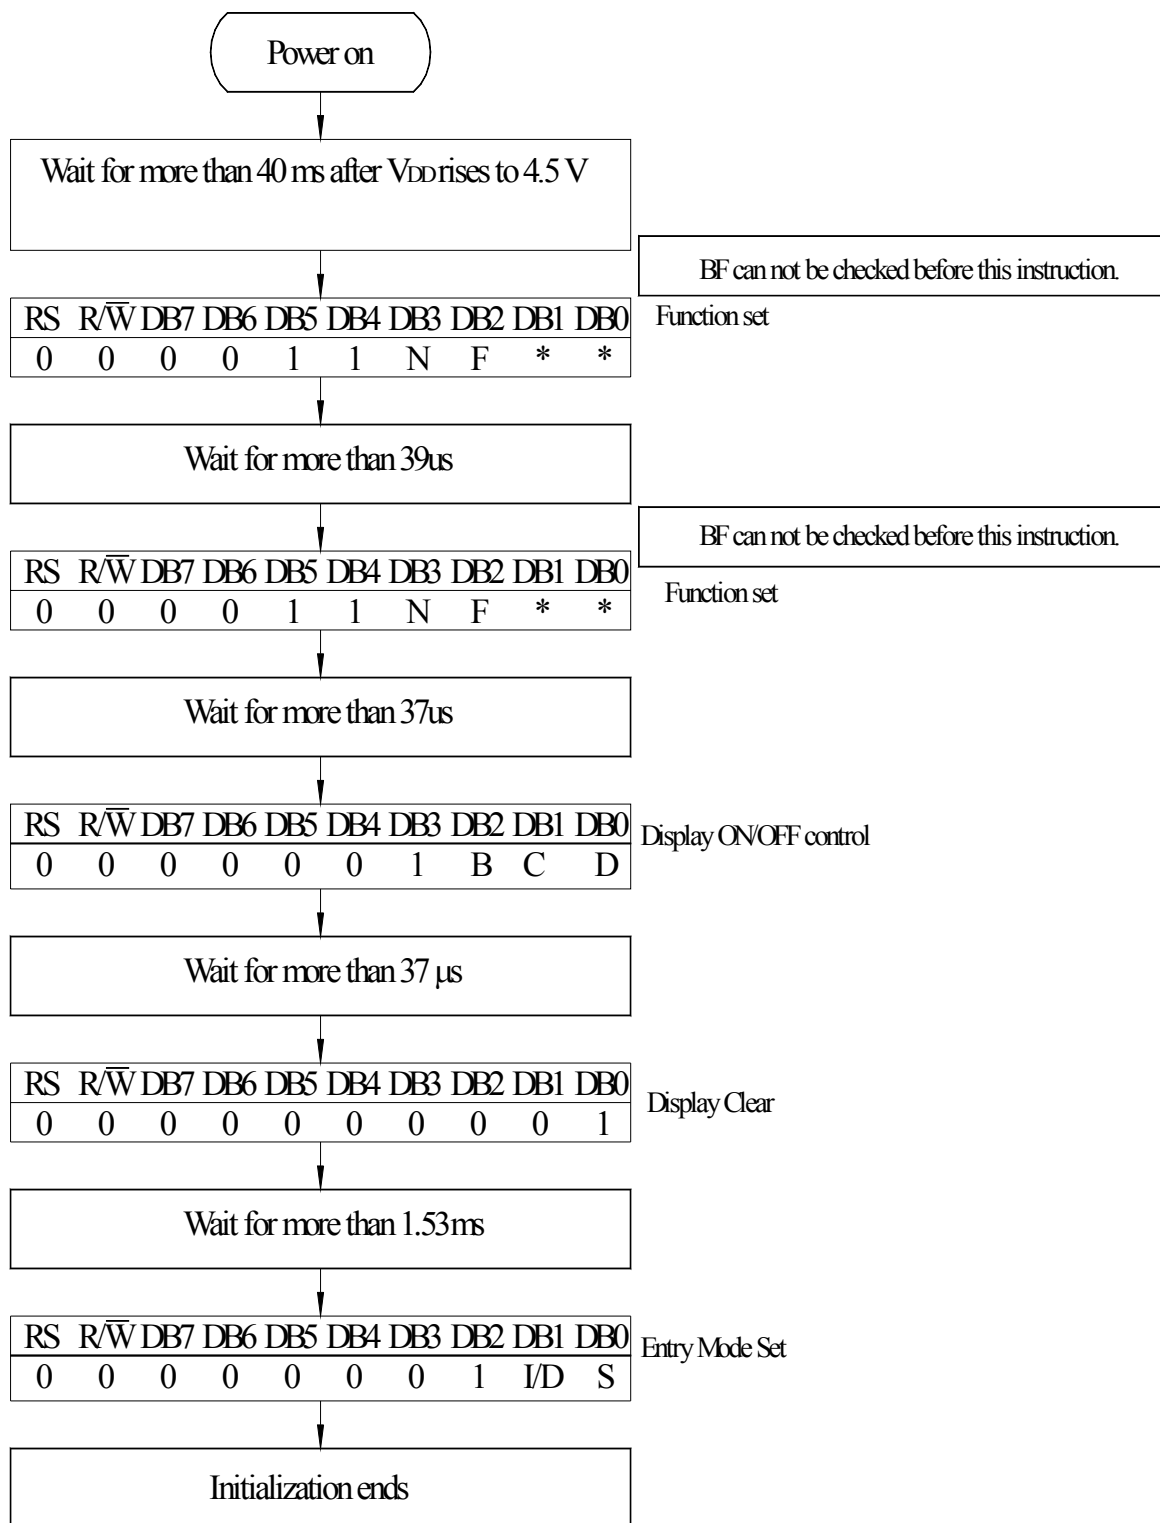 Power on
Wait for more than 40 ms after VDD rises to 4.5 V
BF can not be checked before this instruction.
RS R/W̅ DB7 DB6 DB5 DB4 DB3 DB2 DB1 DB0
Function set
0 0 0 0 1 1 N F * *
Wait for more than 39us
BF can not be checked before this instruction.
RS R/W̅ DB7 DB6 DB5 DB4 DB3 DB2 DB1 DB0
Function set
0 0 0 0 1 1 N F * *
Wait for more than 37us
RS R/W̅ DB7 DB6 DB5 DB4 DB3 DB2 DB1 DB0
Display ON/OFF control
0 0 0 0 0 0 1 B C D
Wait for more than 37 μs
RS R/W̅ DB7 DB6 DB5 DB4 DB3 DB2 DB1 DB0
Display Clear
0 0 0 0 0 0 0 0 0 1
Wait for more than 1.53ms
RS R/W̅ DB7 DB6 DB5 DB4 DB3 DB2 DB1 DB0
Entry Mode Set
0 0 0 0 0 0 0 1 I/D S
Initialization ends